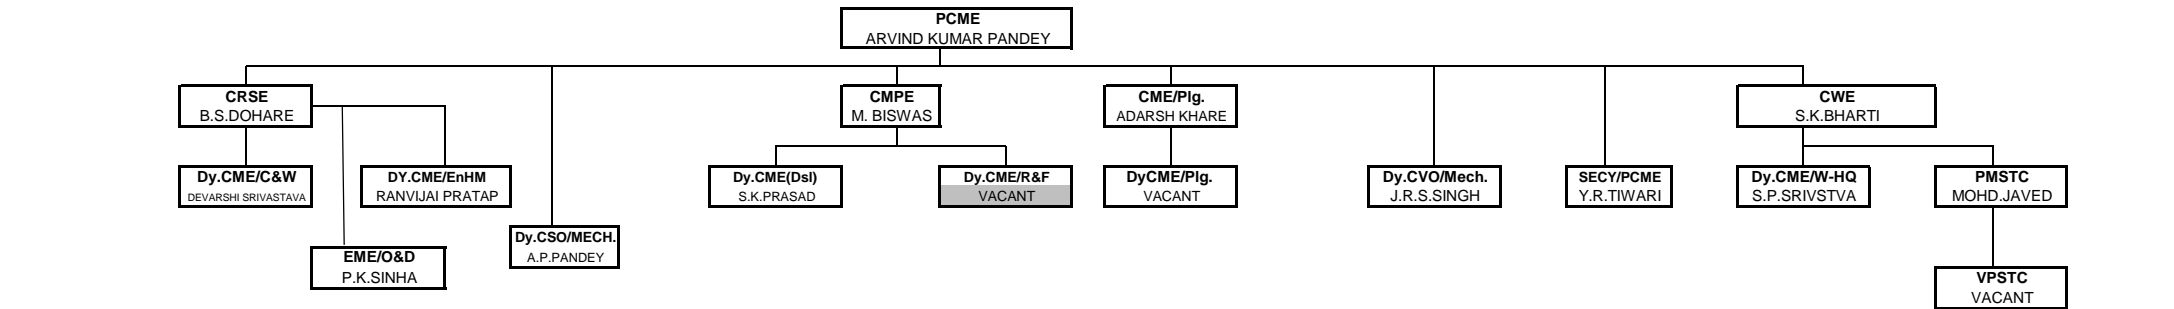 PCME
ARVIND KUMAR PANDEY
CRSE
B.S.DOHARE
CMPE
M. BISWAS
CME/Plg.
ADARSH KHARE
CWE
S.K.BHARTI
Dy.CME/C&W
DEVARSHI SRIVASTAVA
DY.CME/EnHM
RANVIJAI PRATAP
Dy.CME(Dsl)
S.K.PRASAD
Dy.CME/R&F
VACANT
DyCME/Plg.
VACANT
Dy.CVO/Mech.
J.R.S.SINGH
SECY/PCME
Y.R.TIWARI
Dy.CME/W-HQ
S.P.SRIVSTVA
PMSTC
MOHD.JAVED
Dy.CSO/MECH.
A.P.PANDEY
EME/O&D
P.K.SINHA
VPSTC
VACANT